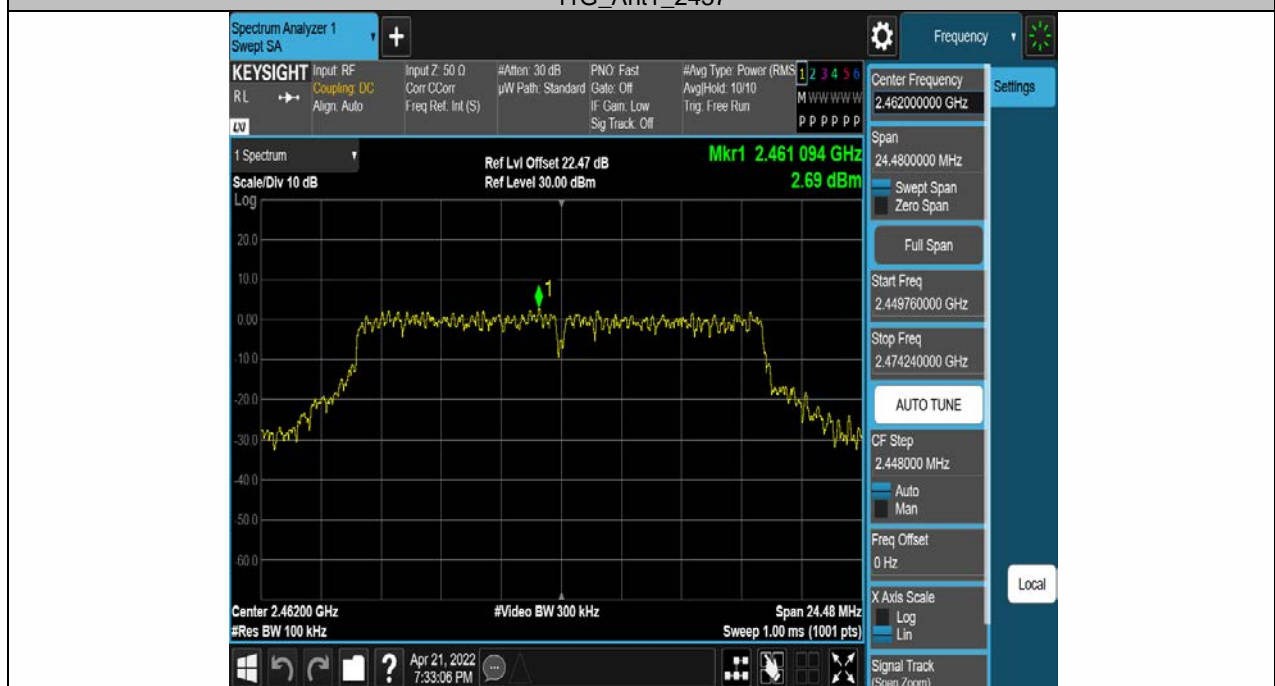 11G_Ant1_2437
Spectrum Analyzer 1
Swept SA
+
Frequency
KEYSIGHT
RL
LXI
Input: RF
Coupling: DC
Align: Auto
Input Z: 50 Ω
Corr CCorr
Freq Ref: Int (S)
#Atten: 30 dB
µW Path: Standard
PNO: Fast
Gate: Off
IF Gain: Low
Sig Track: Off
#Avg Type: Power (RMS
Avg|Hold: 10/10
Trig: Free Run
1 2 3 4 5 6
M W W W W W
P P P P P P
Center Frequency
2.462000000 GHz
Settings
1 Spectrum
Scale/Div 10 dB
Log
Ref Lvl Offset 22.47 dB
Ref Level 30.00 dBm
Mkr1 2.461 094 GHz
2.69 dBm
Span
24.4800000 MHz
Swept Span
Zero Span
Full Span
Start Freq
2.449760000 GHz
Stop Freq
2.474240000 GHz
AUTO TUNE
CF Step
2.448000 MHz
Auto
Man
Freq Offset
0 Hz
X Axis Scale
Log
Lin
Signal Track
(Span Zoom)
Local
20.0
10.0
0.00
-10.0
-20.0
-30.0
-40.0
-50.0
-60.0
1
Center 2.46200 GHz
#Res BW 100 kHz
#Video BW 300 kHz
Span 24.48 MHz
Sweep 1.00 ms (1001 pts)
?
Apr 21, 2022
7:33:06 PM